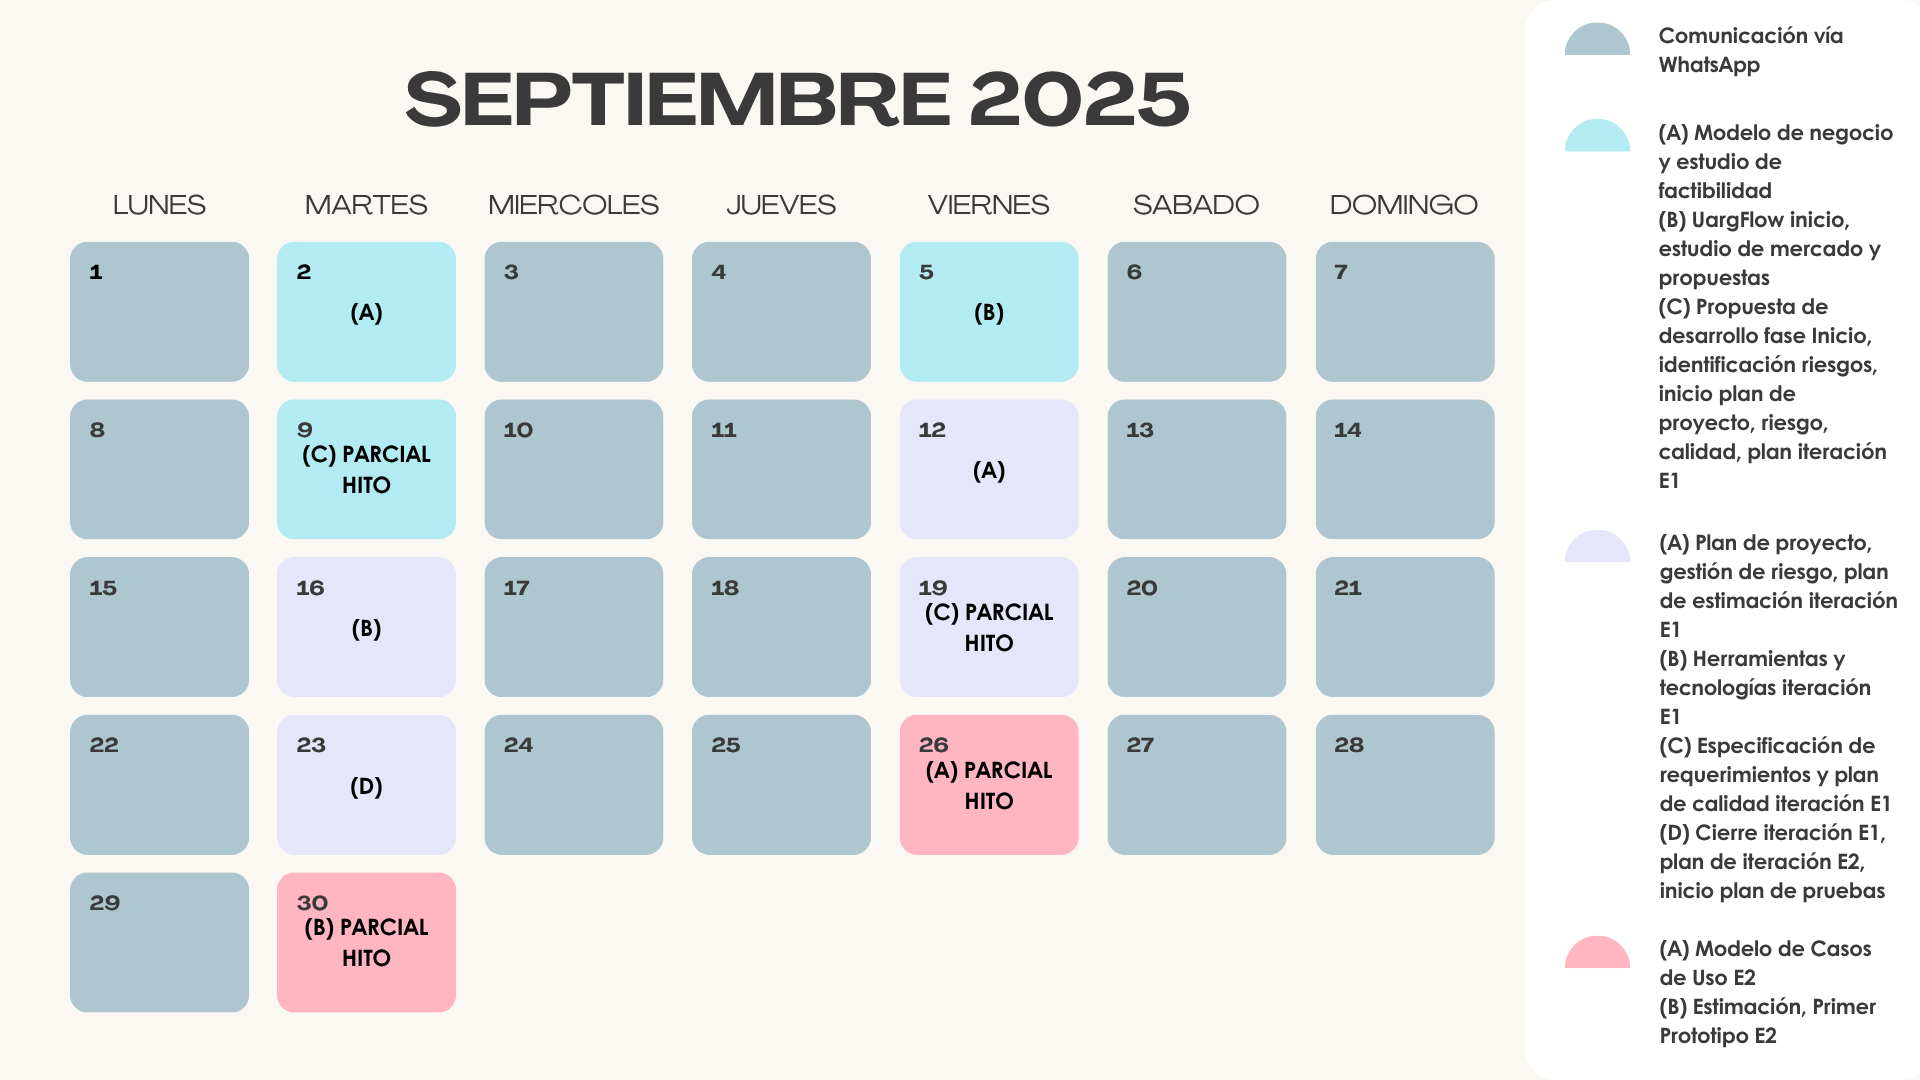 SEPTIEMBRE 2025
LUNES MARTES MIERCOLES JUEVES VIERNES SABADO DOMINGO
1 2 3 4 5 6 7
(A) (B)
8 9 10 11 12 13 14
(C) PARCIAL
HITO
(A)
15 16 17 18 19 20 21
(B)
(C) PARCIAL
HITO
22 23 24 25 26 27 28
(D)
(A) PARCIAL
HITO
29 30
(B) PARCIAL
HITO
Comunicación vía
WhatsApp
(A) Modelo de negocio
y estudio de
factibilidad
(B) UargFlow inicio,
estudio de mercado y
propuestas
(C) Propuesta de
desarrollo fase Inicio,
identificación riesgos,
inicio plan de
proyecto, riesgo,
calidad, plan iteración
E1
(A) Plan de proyecto,
gestión de riesgo, plan
de estimación iteración
E1
(B) Herramientas y
tecnologías iteración
E1
(C) Especificación de
requerimientos y plan
de calidad iteración E1
(D) Cierre iteración E1,
plan de iteración E2,
inicio plan de pruebas
(A) Modelo de Casos
de Uso E2
(B) Estimación, Primer
Prototipo E2